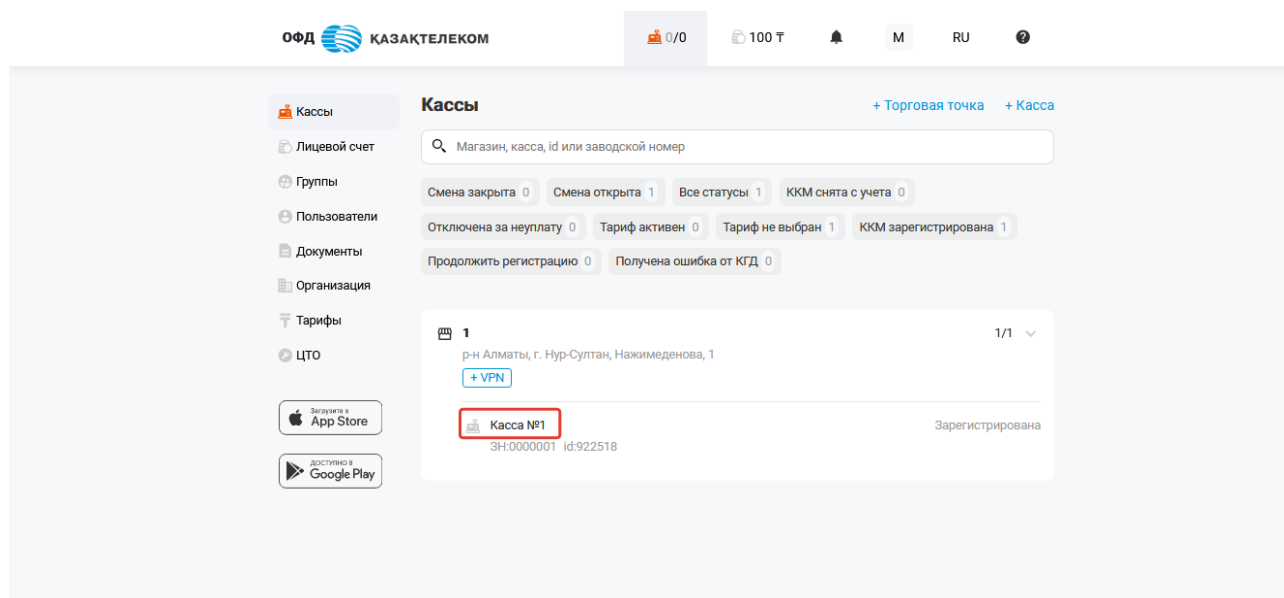 ОФД ҚАЗАҚТЕЛЕКОМ 0/0 100 ₸ M RU ?
Кассы
Лицевой счет
Группы
Пользователи
Документы
Организация
Тарифы
ЦТО
Загрузите в
App Store
ДОСТУПНО В
Google Play
Кассы + Торговая точка + Касса
Магазин, касса, id или заводской номер
Смена закрыта 0 Смена открыта 1 Все статусы 1 ККМ снята с учета 0
Отключена за неуплату 0 Тариф активен 0 Тариф не выбран 1 ККМ зарегистрирована 1
Продолжить регистрацию 0 Получена ошибка от КГД 0
1 1/1
р-н Алматы, г. Нур-Султан, Нажимеденова, 1
+ VPN
Касса №1 Зарегистрирована
ЗН:0000001 id:922518